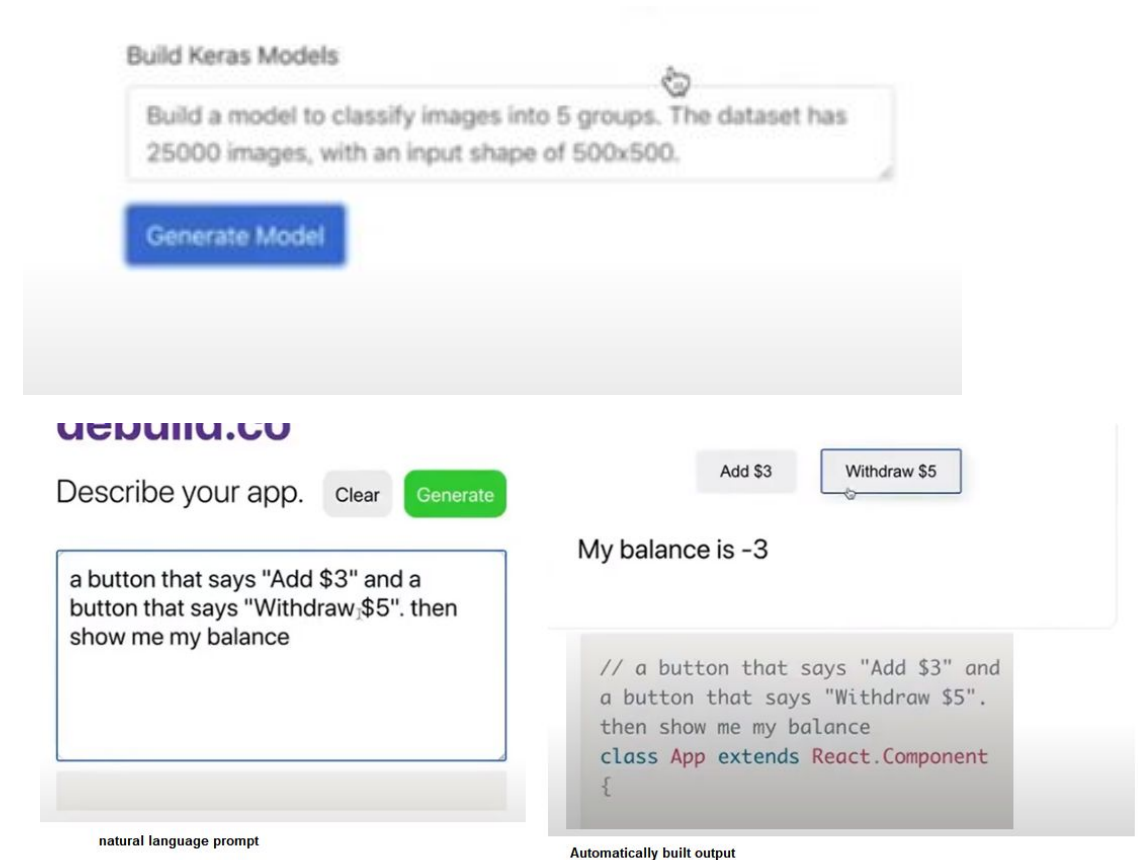 Build Keras Models
Build a model to classify images into 5 groups. The dataset has
25000 images, with an input shape of 500x500.
Generate Model
debuild.co
Describe your app.
Clear
Generate
a button that says "Add $3" and a
button that says "Withdraw $5". then
show me my balance
natural language prompt
Add $3
Withdraw $5
My balance is -3
// a button that says "Add $3" and
a button that says "Withdraw $5".
then show me my balance
class App extends React.Component
{
Automatically built output